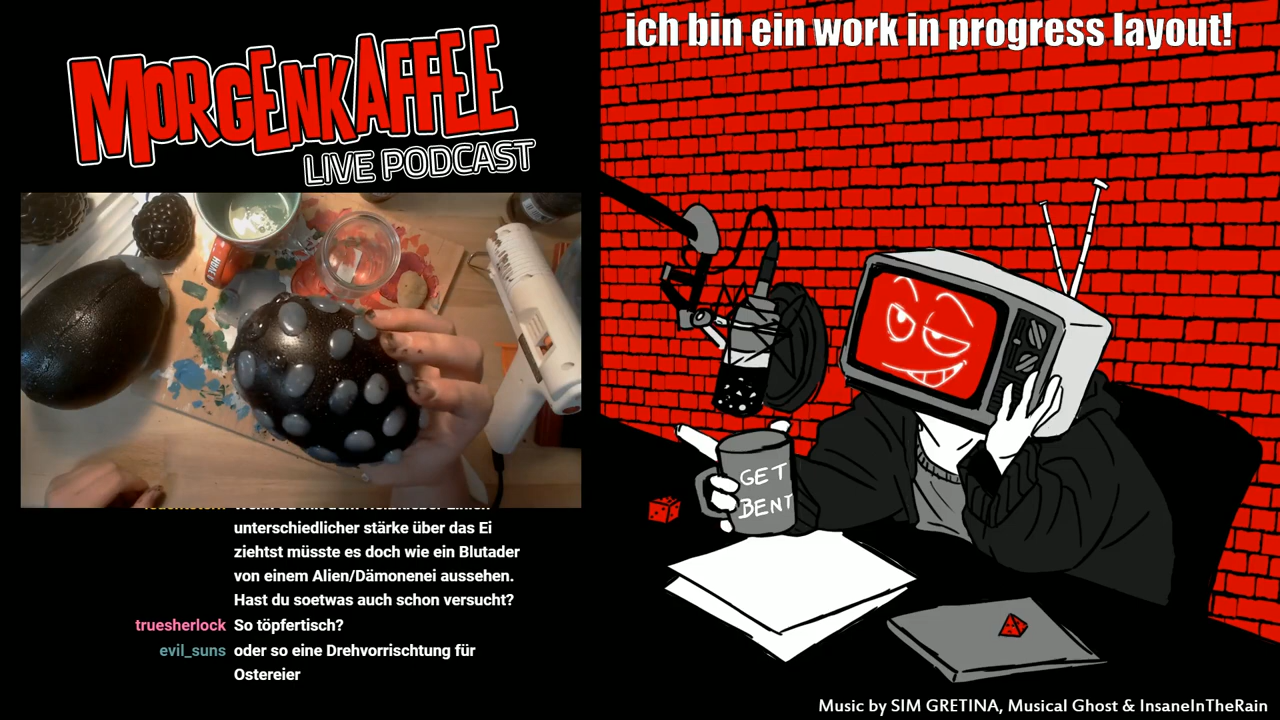 MORGENKAFFEE
LIVE PODCAST
ich bin ein work in progress layout!
GET
BENT
unterschiedlicher stärke über das Ei
ziehtst müsste es doch wie ein Blutader
von einem Alien/Dämonenei aussehen.
Hast du soetwas auch schon versucht?
truesherlock So töpfertisch?
evil_suns oder so eine Drehvorrischtung für
Ostereier
Music by SIM GRETINA, Musical Ghost & InsaneInTheRain